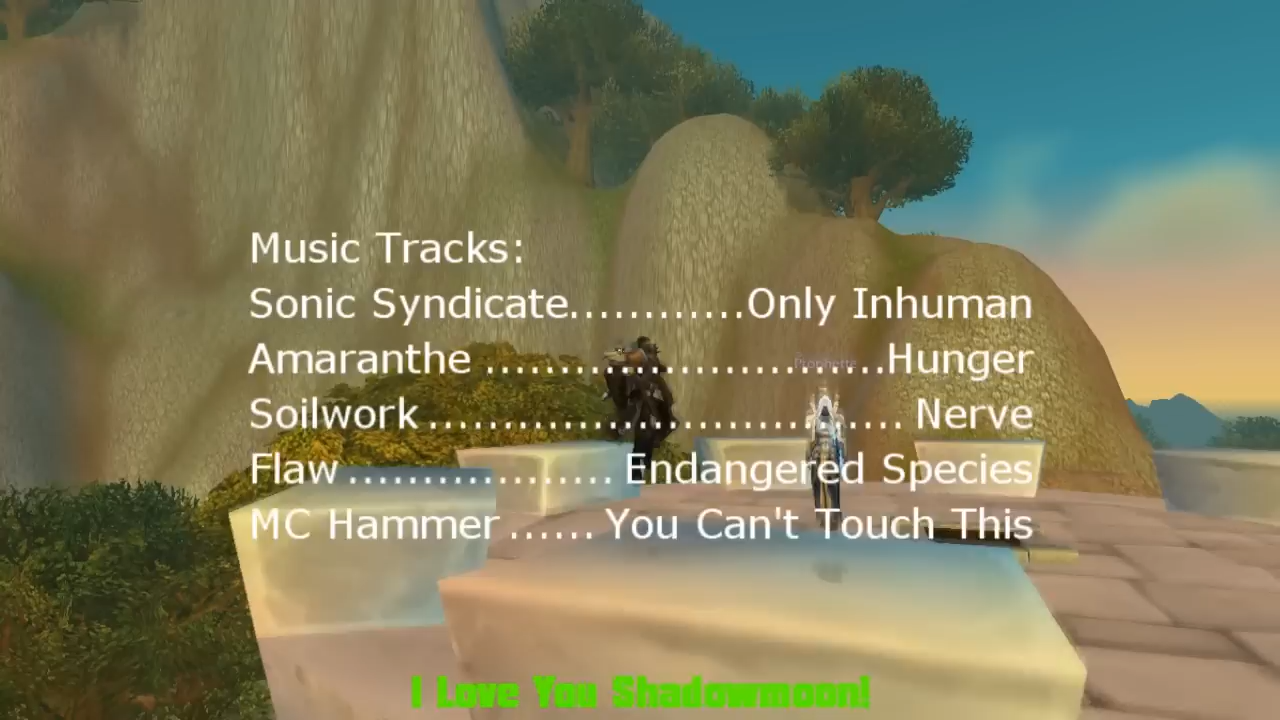 Music Tracks:
Sonic Syndicate............Only Inhuman
Amaranthe ...........................Hunger
Prophette
Soilwork................................ Nerve
Flaw.................. Endangered Species
MC Hammer...... You Can't Touch This
I Love You Shadowmoon!